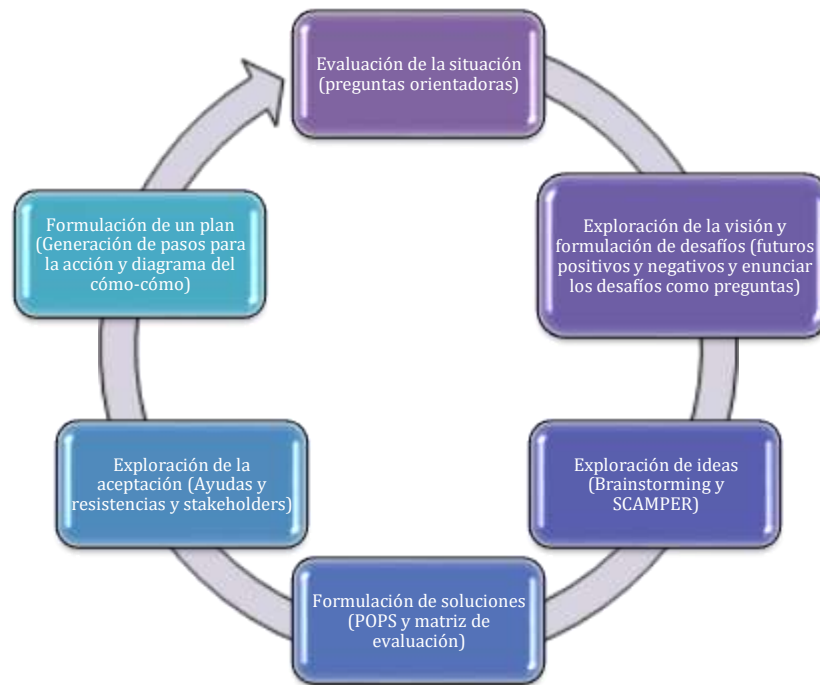 Evaluación de la situación
(preguntas orientadoras)
Exploración de la visión y
formulación de desafíos (futuros
positivos y negativos y enunciar
los desafíos como preguntas)
Exploración de ideas
(Brainstorming y
SCAMPER)
Formulación de soluciones
(POPS y matriz de
evaluación)
Exploración de la
aceptación (Ayudas y
resistencias y stakeholders)
Formulación de un plan
(Generación de pasos para
la acción y diagrama del
cómo-cómo)